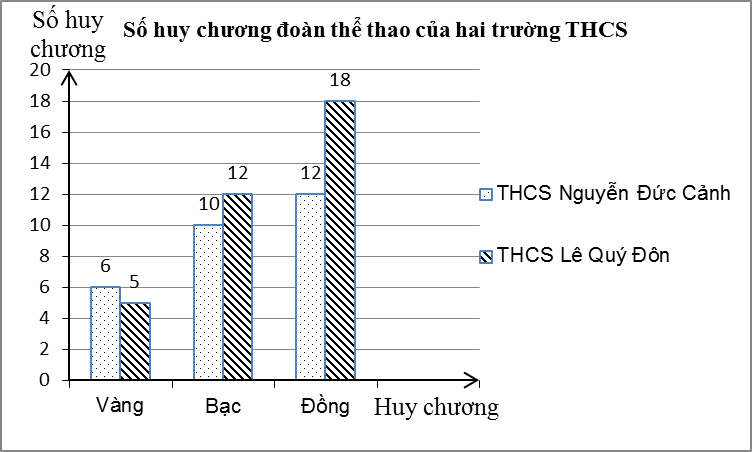 Số huy
chương
Số huy chương đoàn thể thao của hai trường THCS
20
18
16
14
12
10
8
6
4
2
0
6
5
10
12
12
18
Vàng
Bạc
Đồng
Huy chương
THCS Nguyễn Đức Cảnh
THCS Lê Quý Đôn